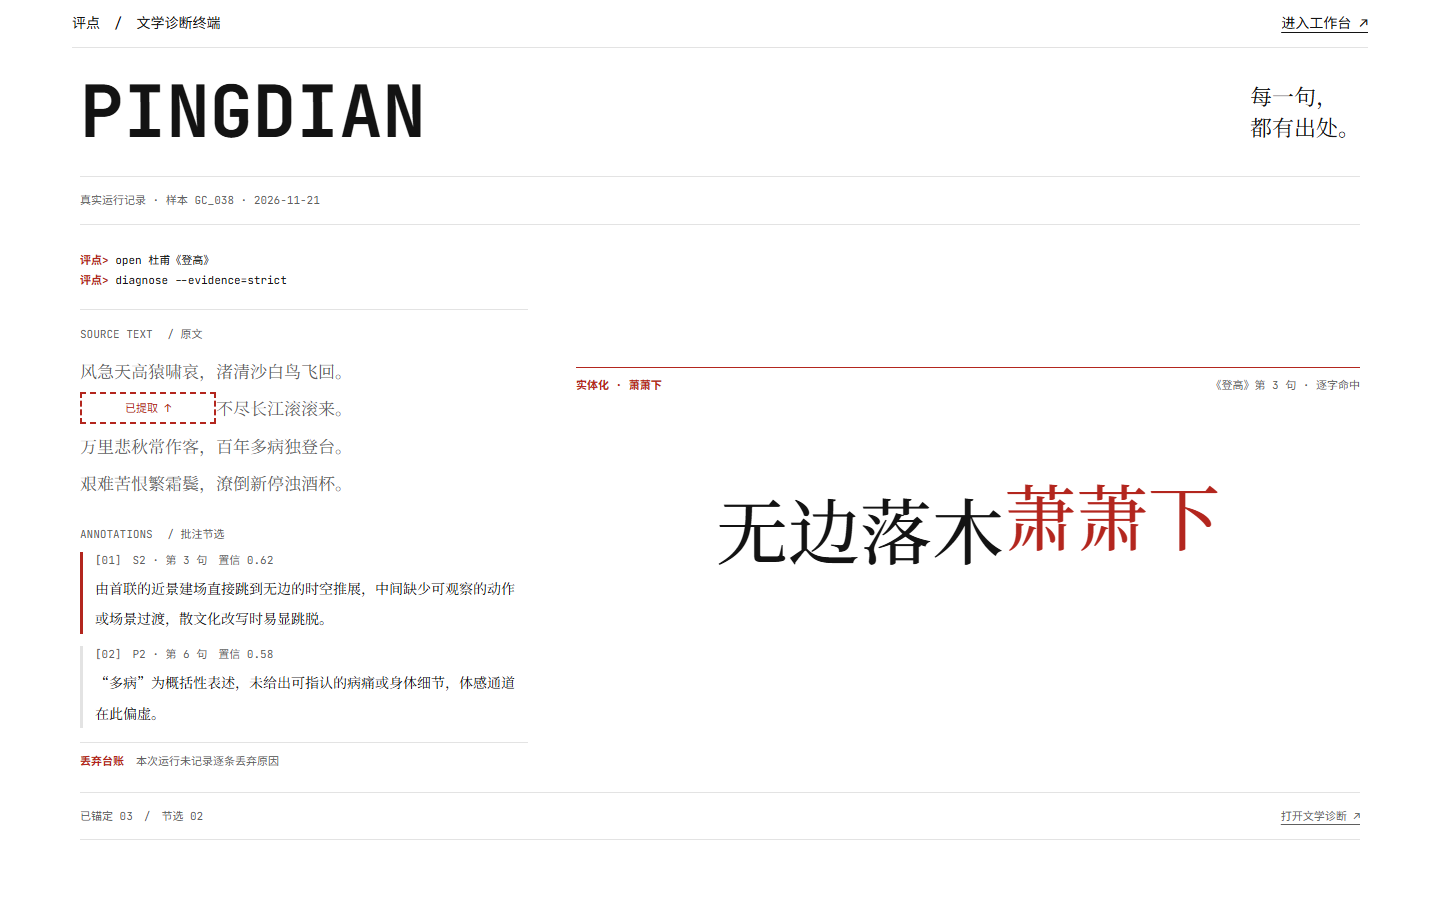 评点 / 文学诊断终端
进入工作台 ↗
PINGDIAN
每一句，
都有出处。
真实运行记录 · 样本 GC_038 · 2026-11-21
评点> open 杜甫《登高》
评点> diagnose --evidence=strict
SOURCE TEXT / 原文
风急天高猿啸哀，渚清沙白鸟飞回。
已提取 ↑ 不尽长江滚滚来。
万里悲秋常作客，百年多病独登台。
艰难苦恨繁霜鬓，潦倒新停浊酒杯。
ANNOTATIONS / 批注节选
[01] S2 · 第 3 句 置信 0.62
由首联的近景建场直接跳到无边的时空推展，中间缺少可观察的动作
或场景过渡，散文化改写时易显跳脱。
[02] P2 · 第 6 句 置信 0.58
“多病”为概括性表述，未给出可指认的病痛或身体细节，体感通道
在此偏虚。
丢弃台账 本次运行未记录逐条丢弃原因
实体化 · 萧萧下
《登高》第 3 句 · 逐字命中
无边落木萧萧下
已锚定 03 / 节选 02
打开文学诊断 ↗